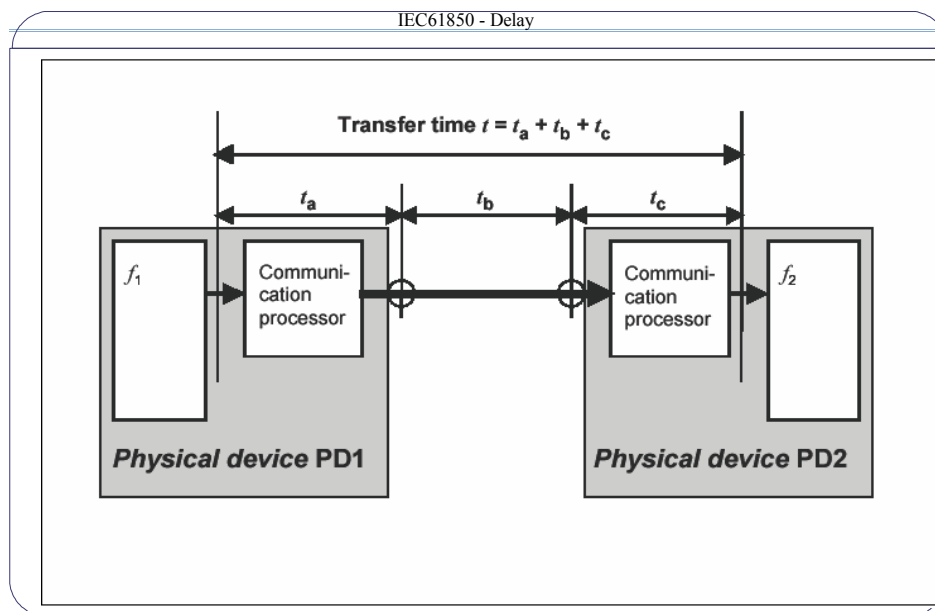 IEC61850 - Delay
Transfer time t = ta + tb + tc
ta
tb
tc
f1
Communi-
cation
processor
Communi-
cation
processor
f2
Physical device PD1
Physical device PD2